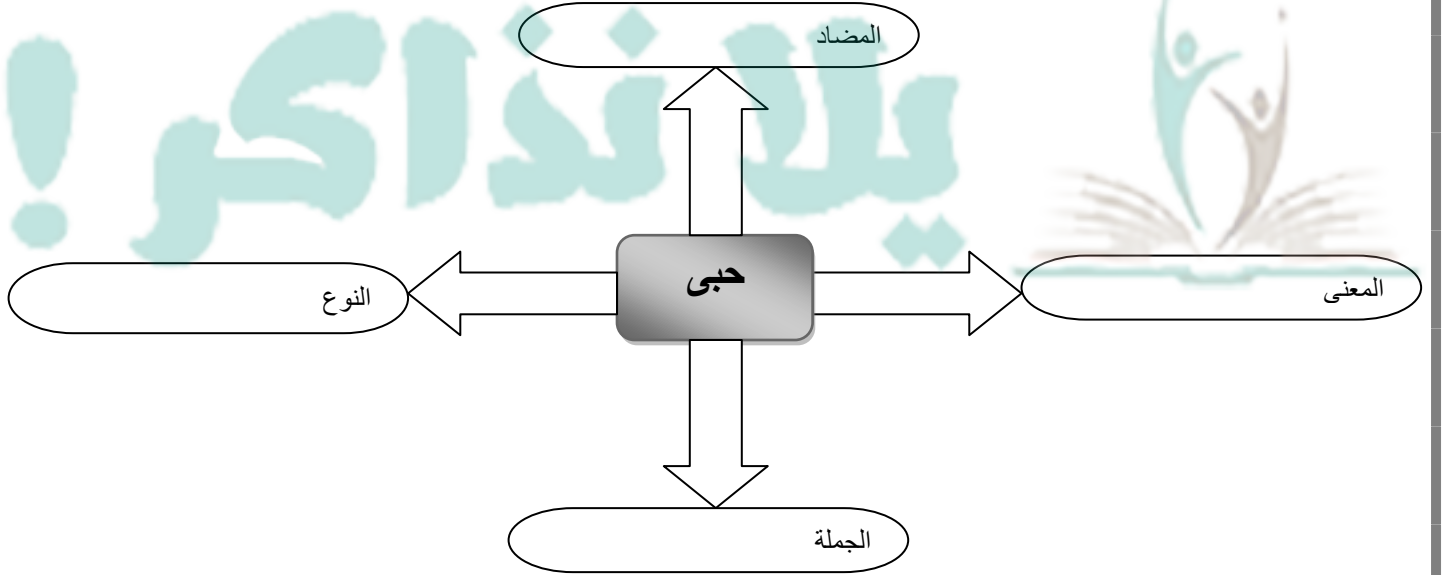 يلا نذاكر !
المضاد
حبى
المعنى
النوع
الجملة